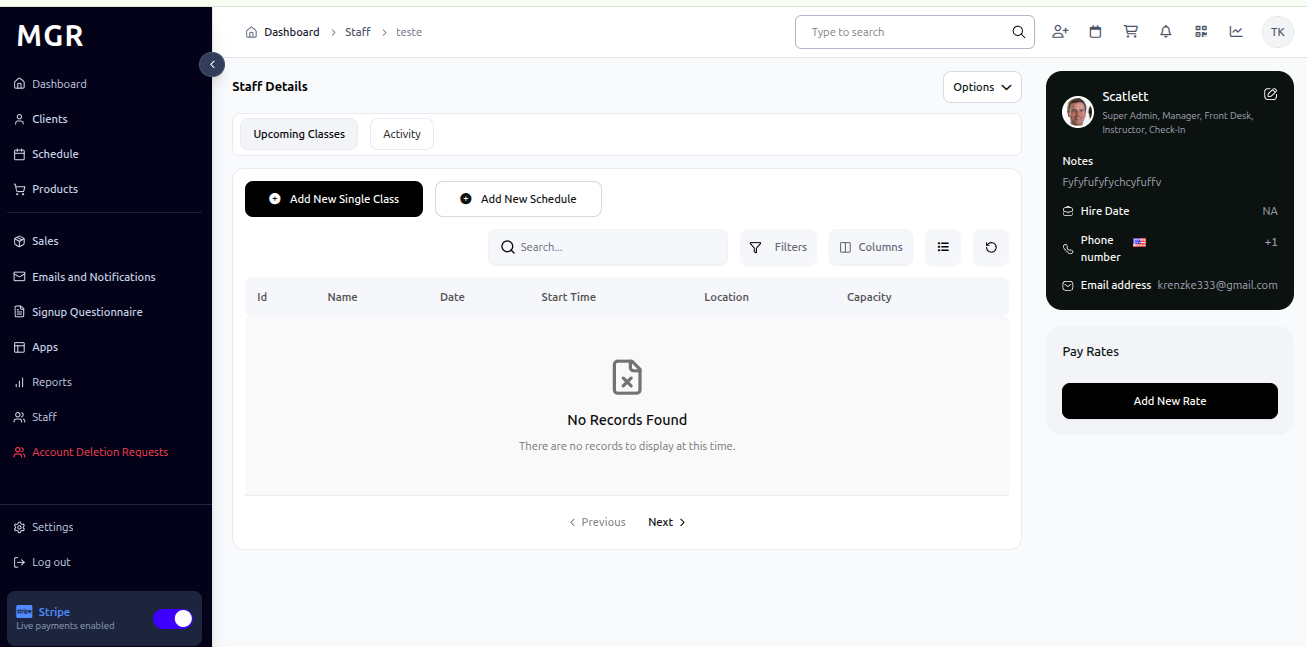 MGR
Dashboard
Clients
Schedule
Products
Sales
Emails and Notifications
Signup Questionnaire
Apps
Reports
Staff
Account Deletion Requests
Settings
Log out
stripe Stripe
Live payments enabled
Dashboard > Staff > teste
Type to search
TK
Staff Details
Options
Upcoming Classes Activity
Add New Single Class Add New Schedule
Search... Filters Columns
Id Name Date Start Time Location Capacity
No Records Found
There are no records to display at this time.
Previous Next
Scatlett
Super Admin, Manager, Front Desk,
Instructor, Check-In
Notes
Fyfyfufyfychcyfuffv
Hire Date NA
Phone number +1
Email address krenzke333@gmail.com
Pay Rates
Add New Rate